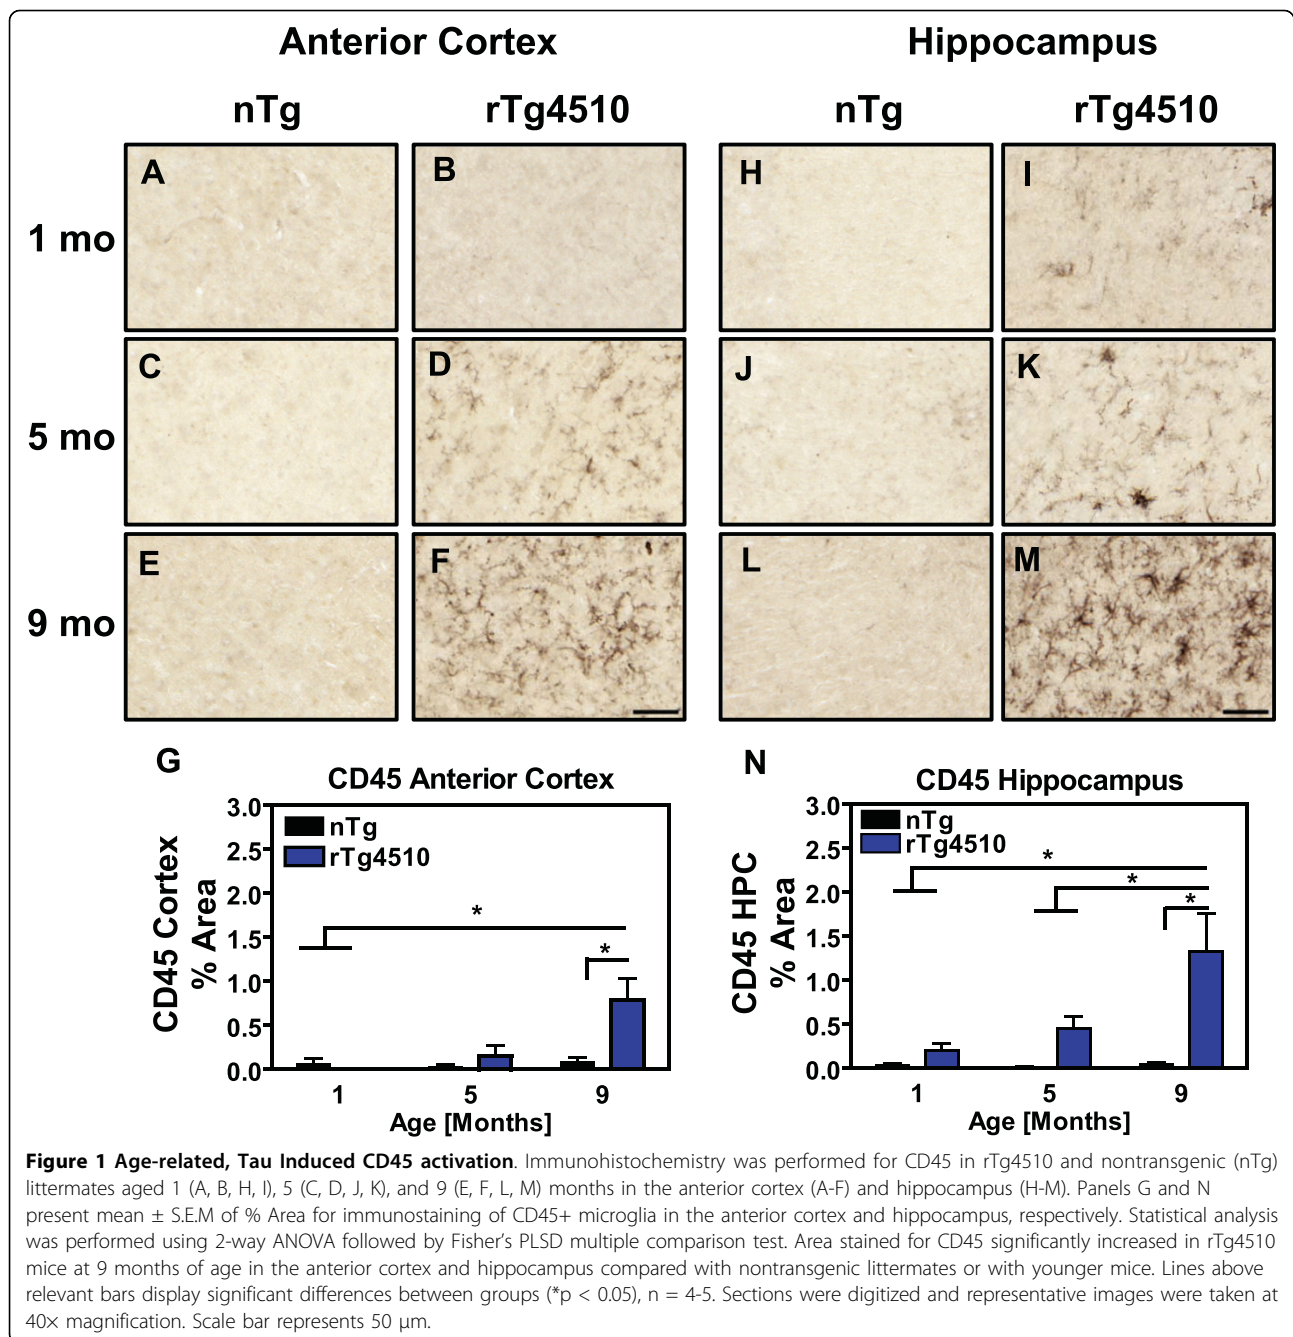 Anterior Cortex Hippocampus
nTg rTg4510 nTg rTg4510
1 mo A B H I
5 mo C D J K
9 mo E F L M
G CD45 Anterior Cortex
CD45 Cortex
% Area
3.0
2.5
2.0
1.5
1.0
0.5
0.0
nTg
rTg4510
*
*
1 5 9
Age [Months]
N CD45 Hippocampus
CD45 HPC
% Area
3.0
2.5
2.0
1.5
1.0
0.5
0.0
nTg
rTg4510
*
*
*
1 5 9
Age [Months]
Figure 1 Age-related, Tau Induced CD45 activation. Immunohistochemistry was performed for CD45 in rTg4510 and nontransgenic (nTg)
littermates aged 1 (A, B, H, I), 5 (C, D, J, K), and 9 (E, F, L, M) months in the anterior cortex (A-F) and hippocampus (H-M). Panels G and N
present mean ± S.E.M of % Area for immunostaining of CD45+ microglia in the anterior cortex and hippocampus, respectively. Statistical analysis
was performed using 2-way ANOVA followed by Fisher's PLSD multiple comparison test. Area stained for CD45 significantly increased in rTg4510
mice at 9 months of age in the anterior cortex and hippocampus compared with nontransgenic littermates or with younger mice. Lines above
relevant bars display significant differences between groups (*p < 0.05), n = 4-5. Sections were digitized and representative images were taken at
40× magnification. Scale bar represents 50 μm.